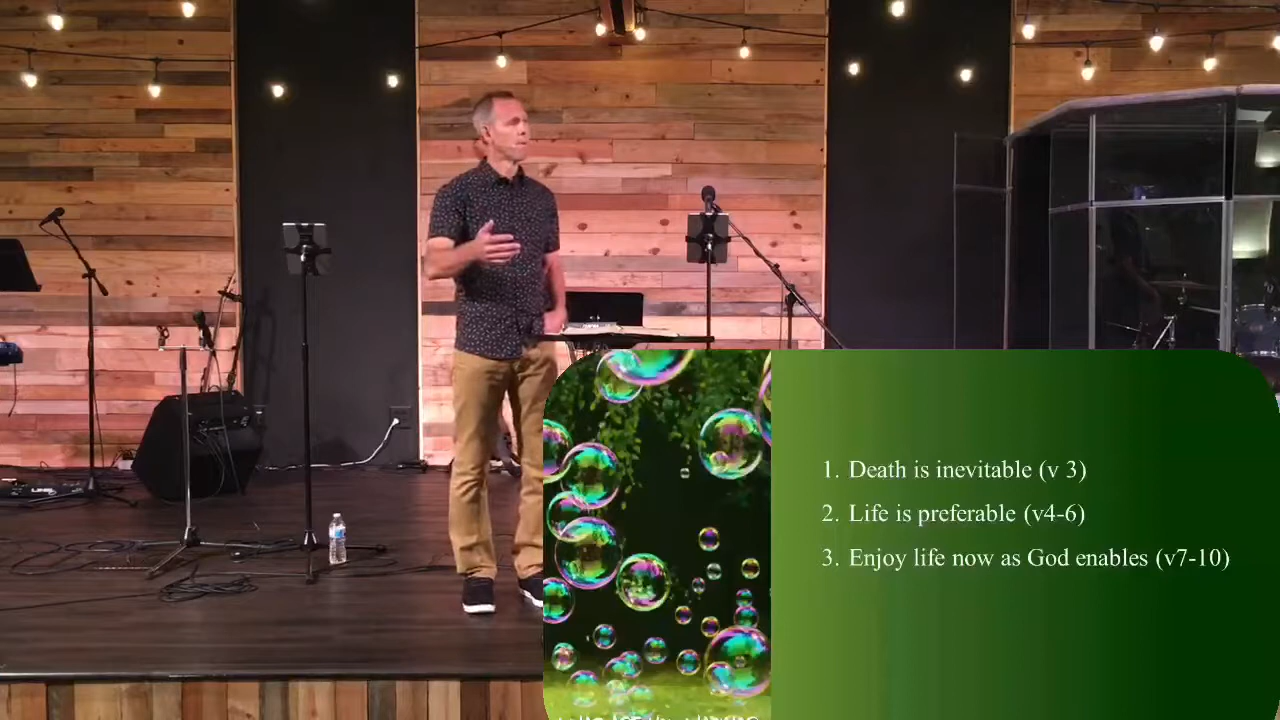 1. Death is inevitable (v 3)
2. Life is preferable (v4-6)
3. Enjoy life now as God enables (v7-10)